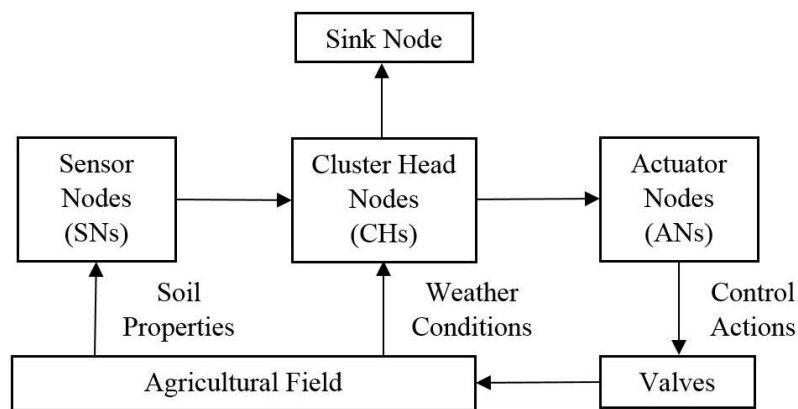 Sink Node
Sensor
Nodes
(SNs)
Cluster Head
Nodes
(CHs)
Actuator
Nodes
(ANs)
Soil
Properties
Weather
Conditions
Control
Actions
Agricultural Field
Valves